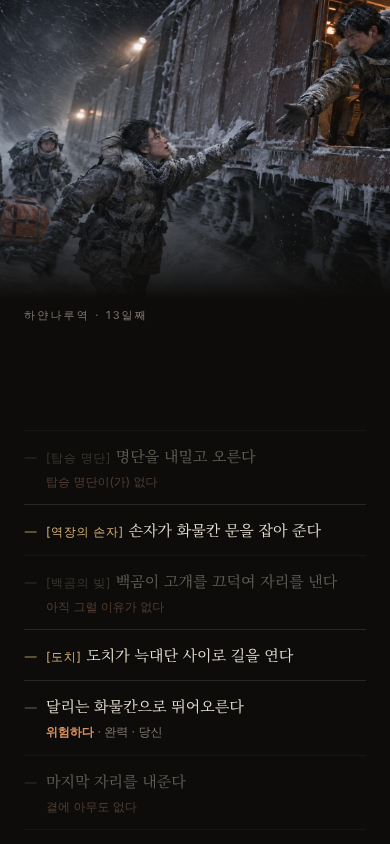 하얀나루역 · 13일째
— [탑승 명단] 명단을 내밀고 오른다
탑승 명단이(가) 없다
— [역장의 손자] 손자가 화물칸 문을 잡아 준다
— [백곰의 빚] 백곰이 고개를 끄덕여 자리를 낸다
아직 그럴 이유가 없다
— [도치] 도치가 늑대단 사이로 길을 연다
— 달리는 화물칸으로 뛰어오른다
위험하다 · 완력 · 당신
— 마지막 자리를 내준다
곁에 아무도 없다